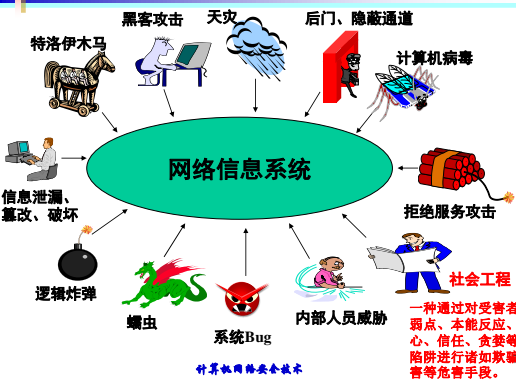 黑客攻击
天灾
后门、隐蔽通道
特洛伊木马
计算机病毒
网络信息系统
信息泄漏、
篡改、破坏
拒绝服务攻击
逻辑炸弹
蠕虫
系统Bug
内部人员威胁
社会工程
一种通过对受害者
弱点、本能反应、
心、信任、贪婪等
陷阱进行诸如欺骗
害等危害手段。
计算机网络安全技术